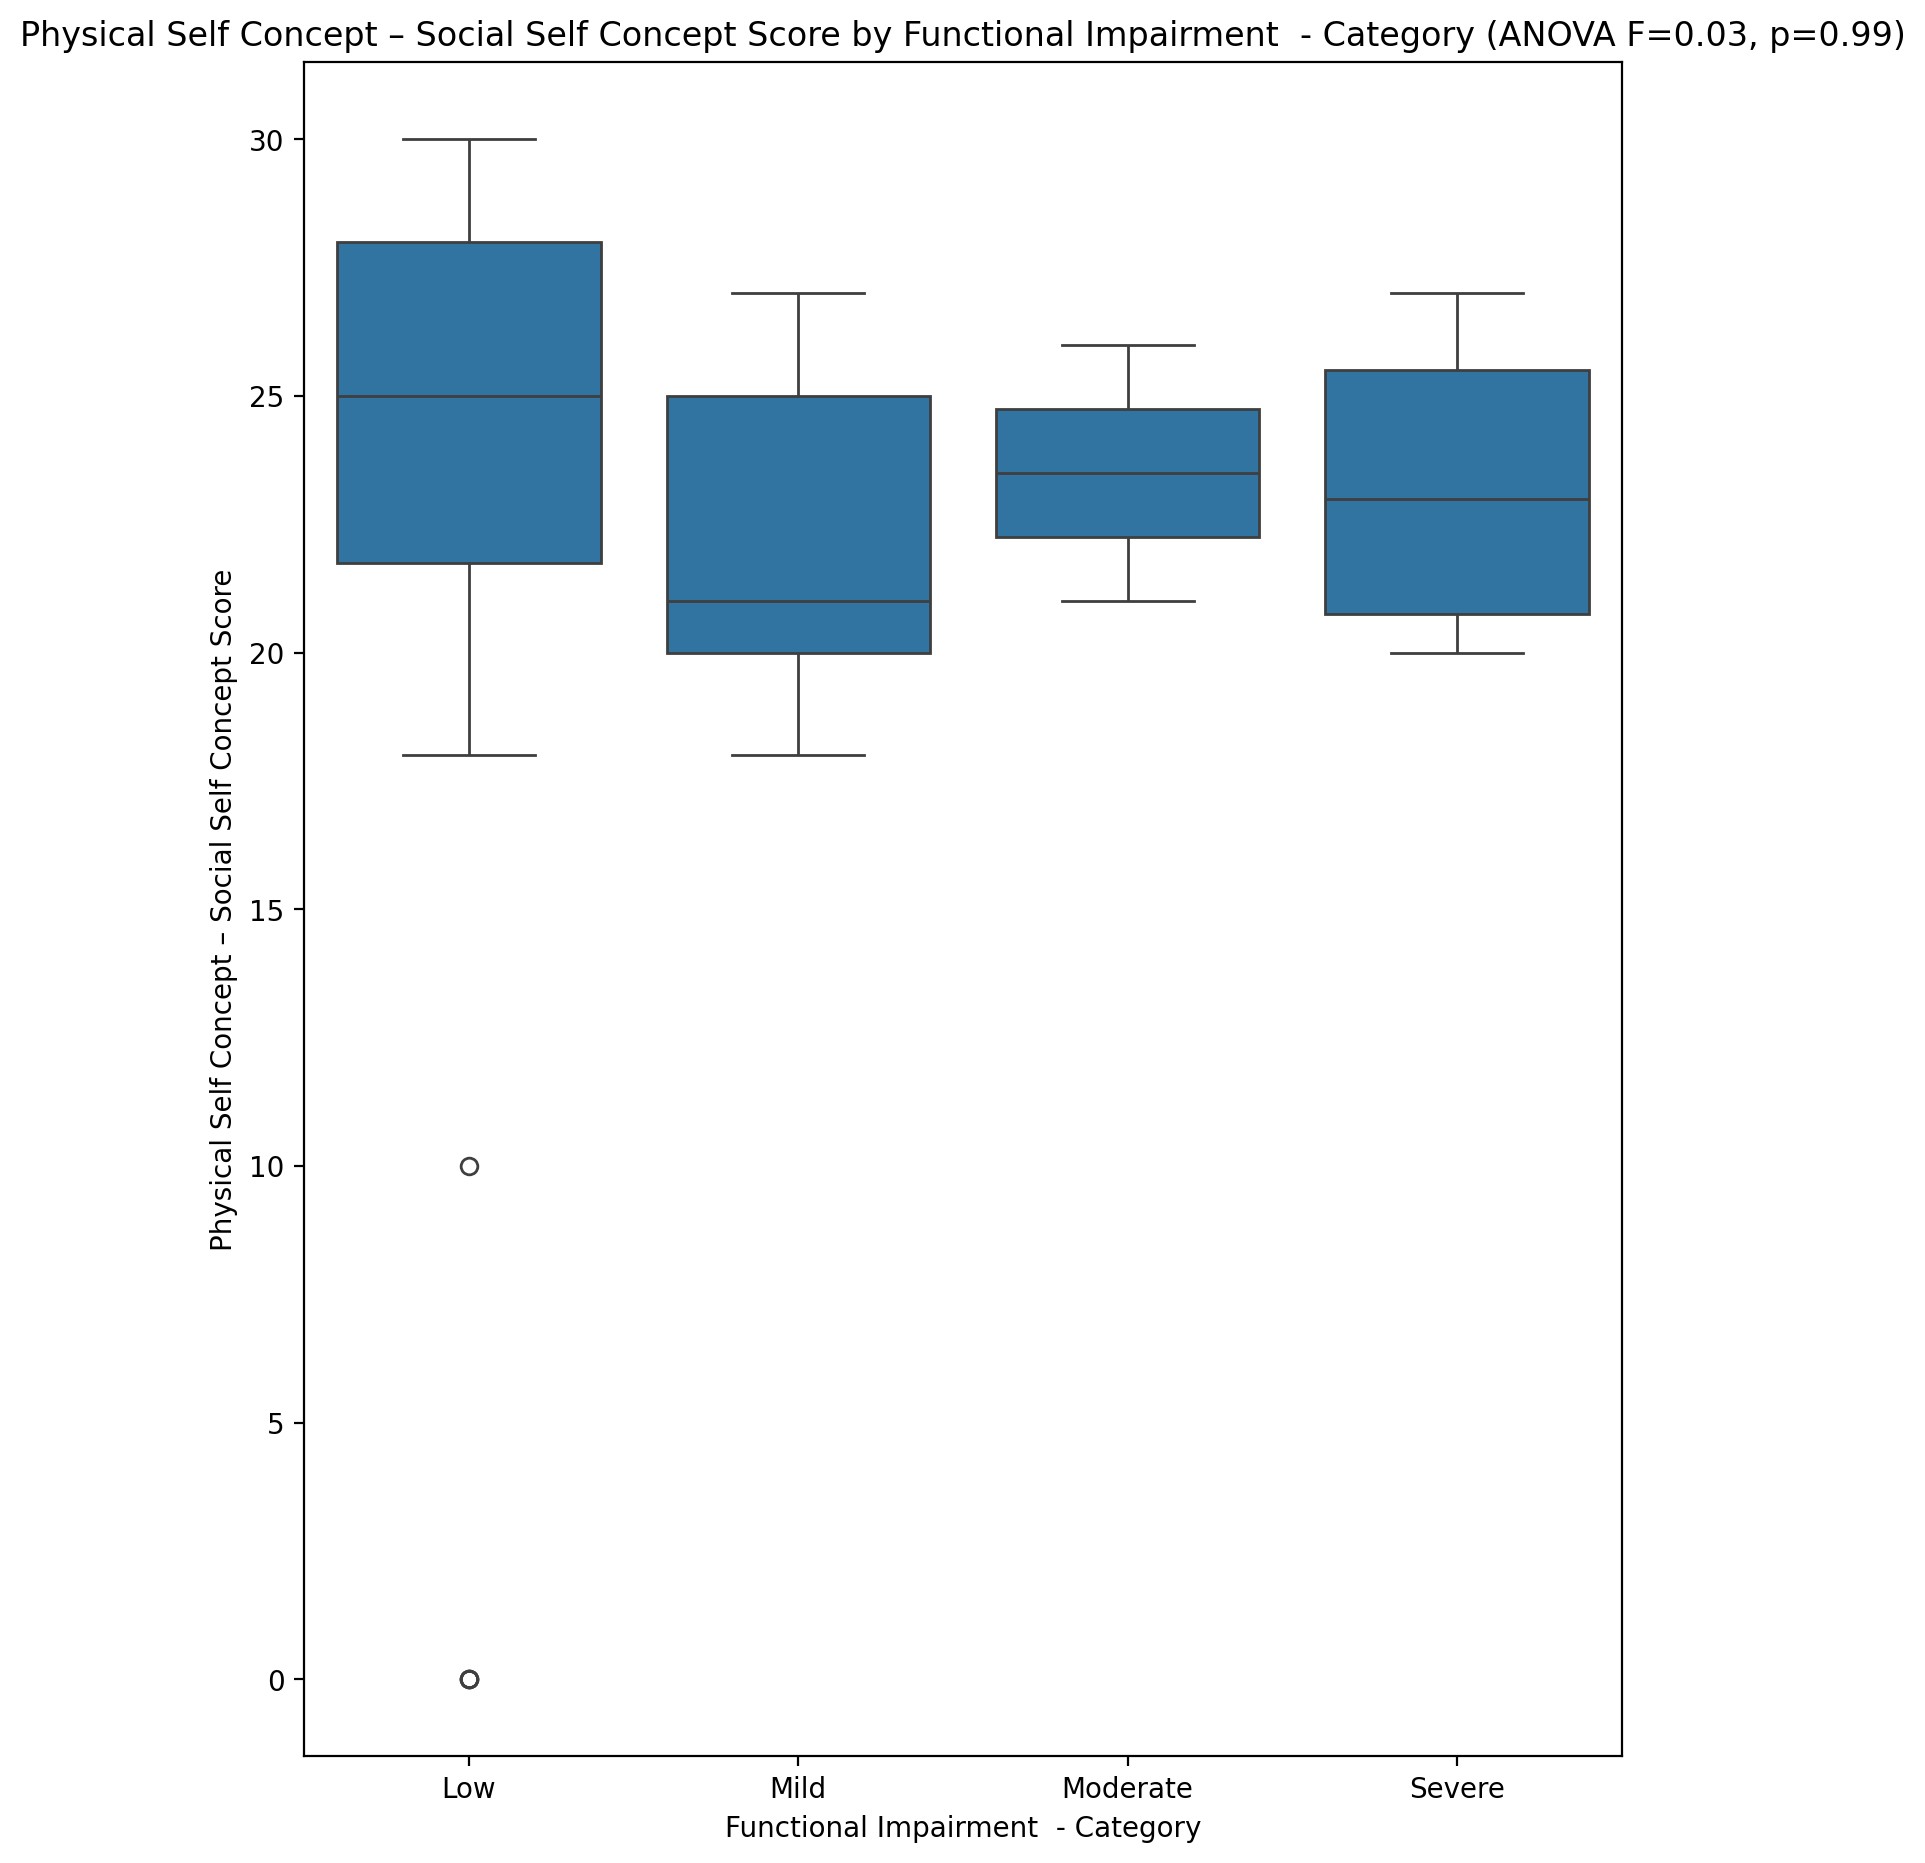 Physical Self Concept – Social Self Concept Score by Functional Impairment  - Category (ANOVA F=0.03, p=0.99)
Physical Self Concept – Social Self Concept Score
30
25
20
15
10
5
0
Low Mild Moderate Severe
Functional Impairment  - Category